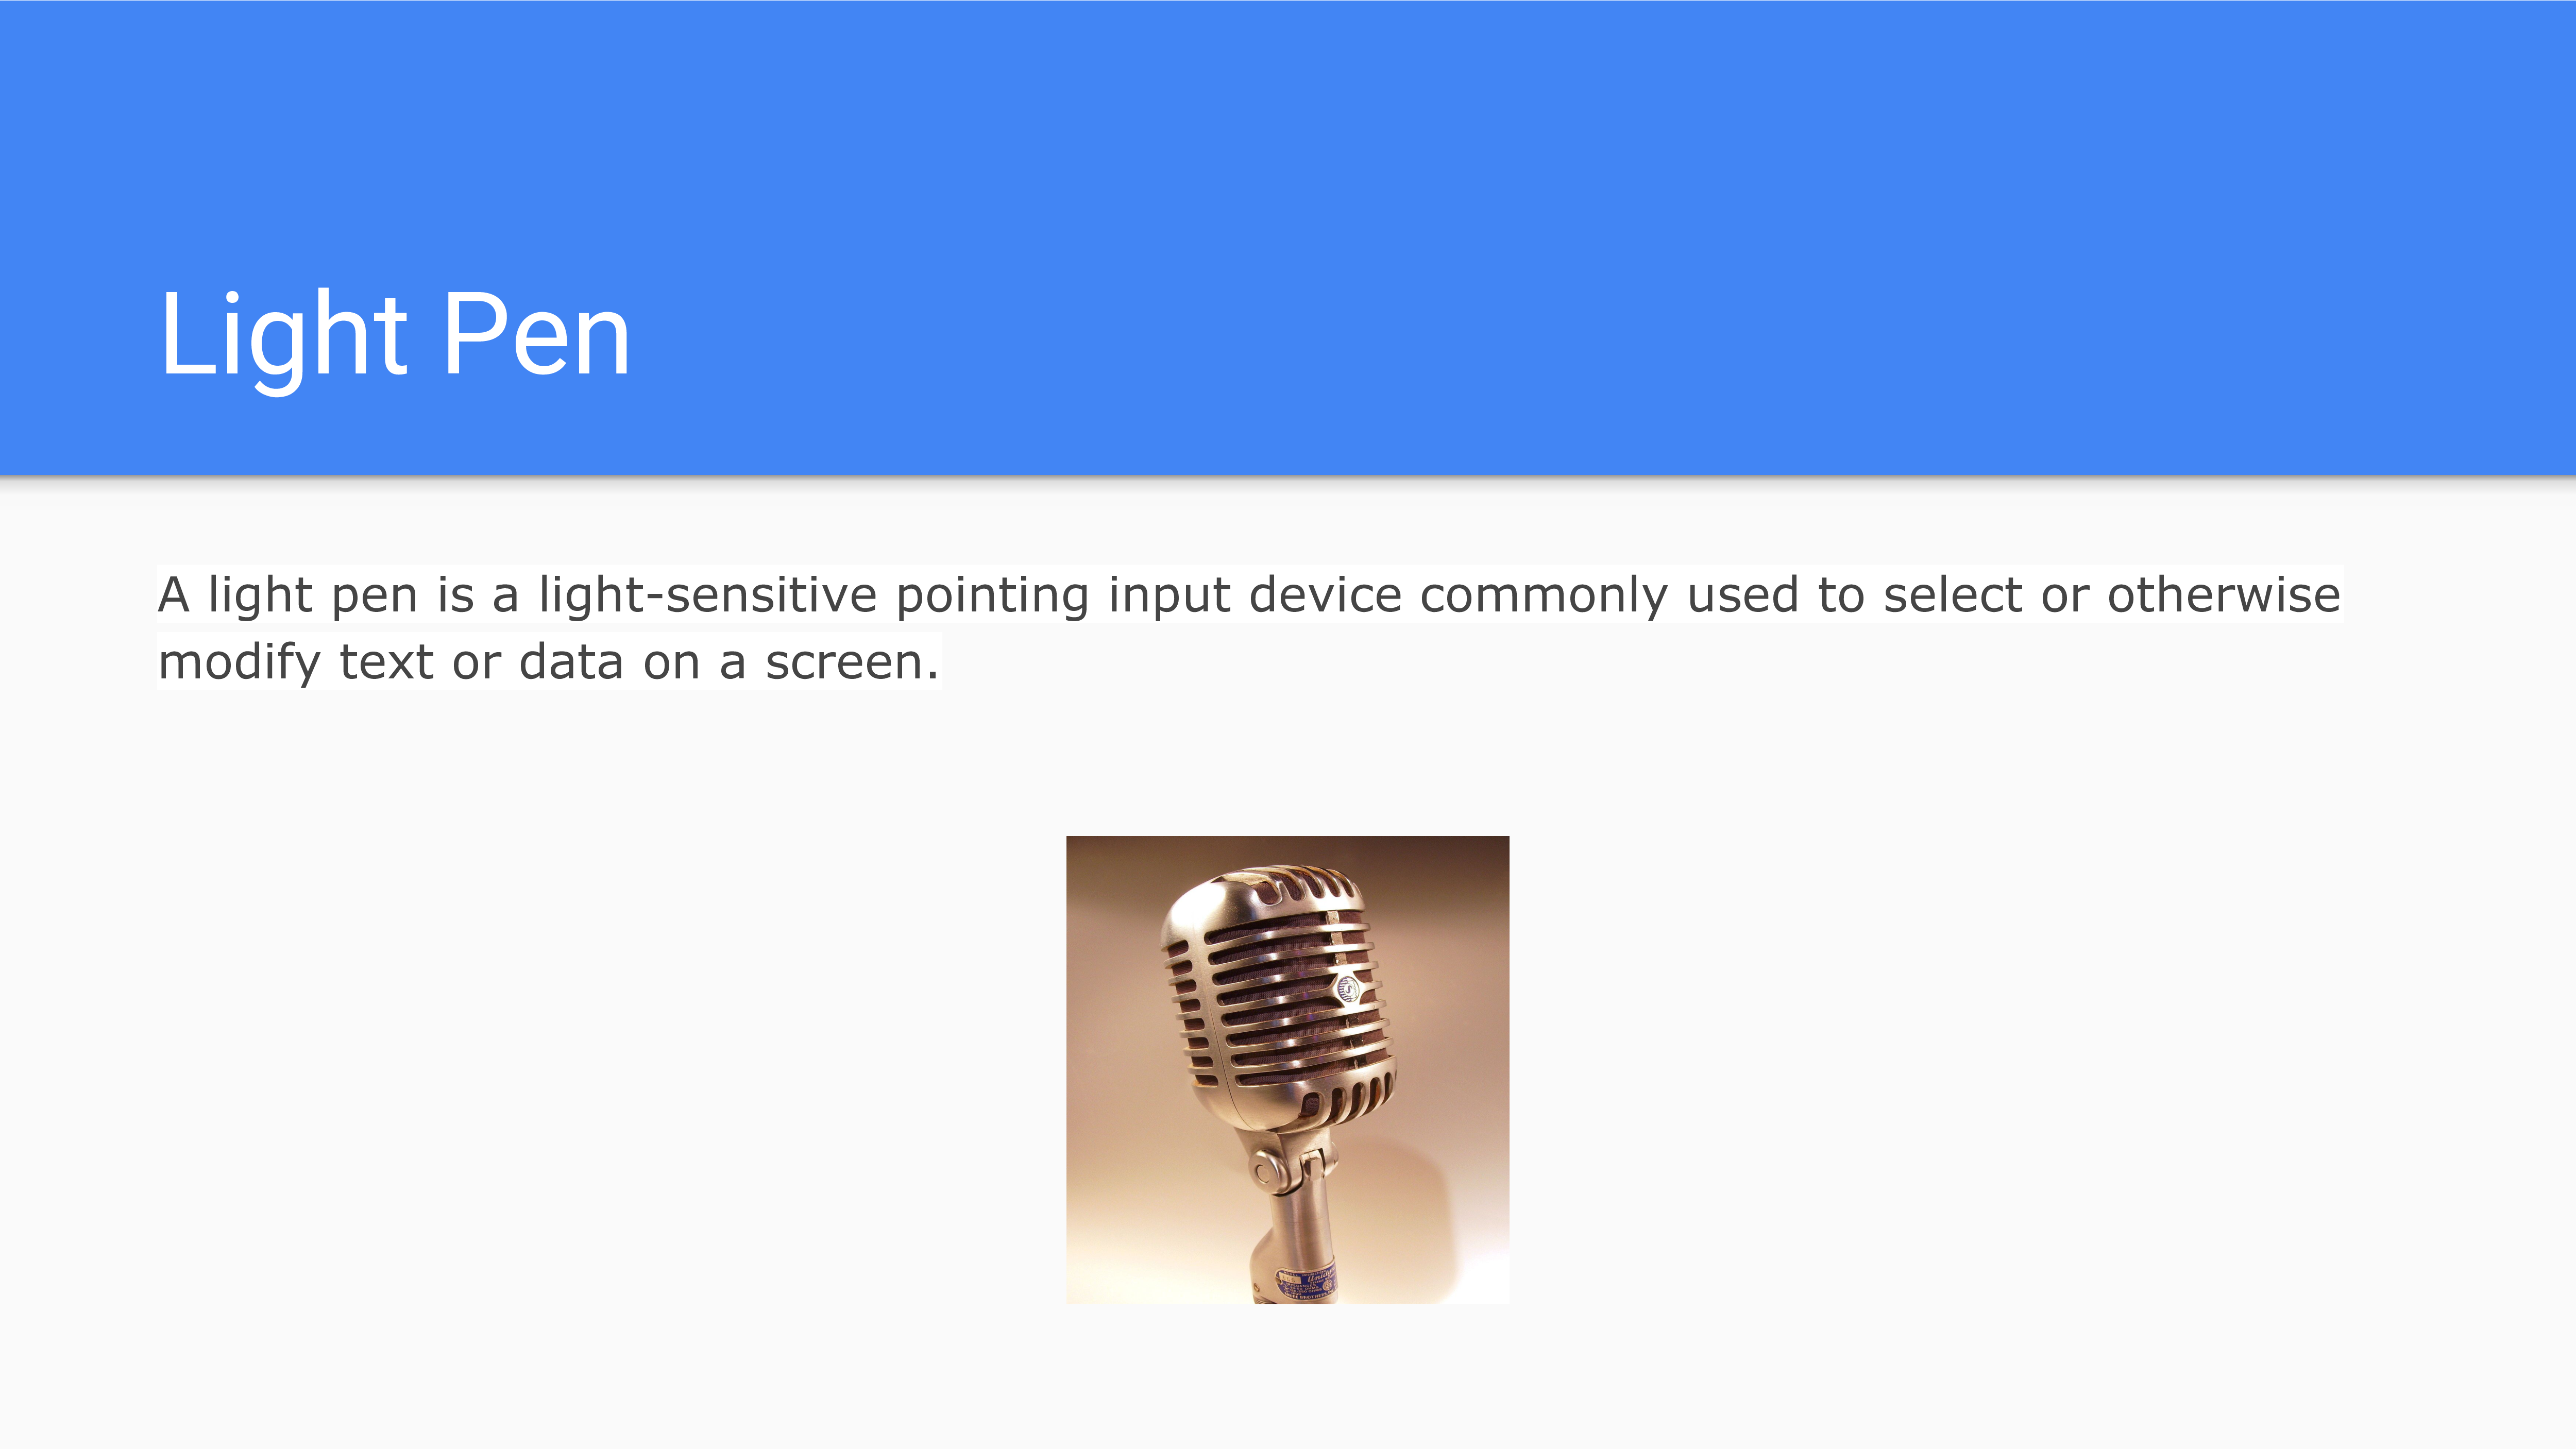 Light Pen
A light pen is a light-sensitive pointing input device commonly used to select or otherwise
modify text or data on a screen.